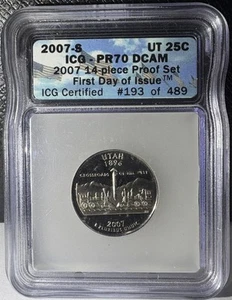 2007-S UT 25C
ICG - PR70 DCAM
2007 14-piece Proof Set
First Day of Issue™
ICG Certified #193 of 489
UTAH
1896
CROSSROADS OF THE WEST
2007
E PLURIBUS UNUM